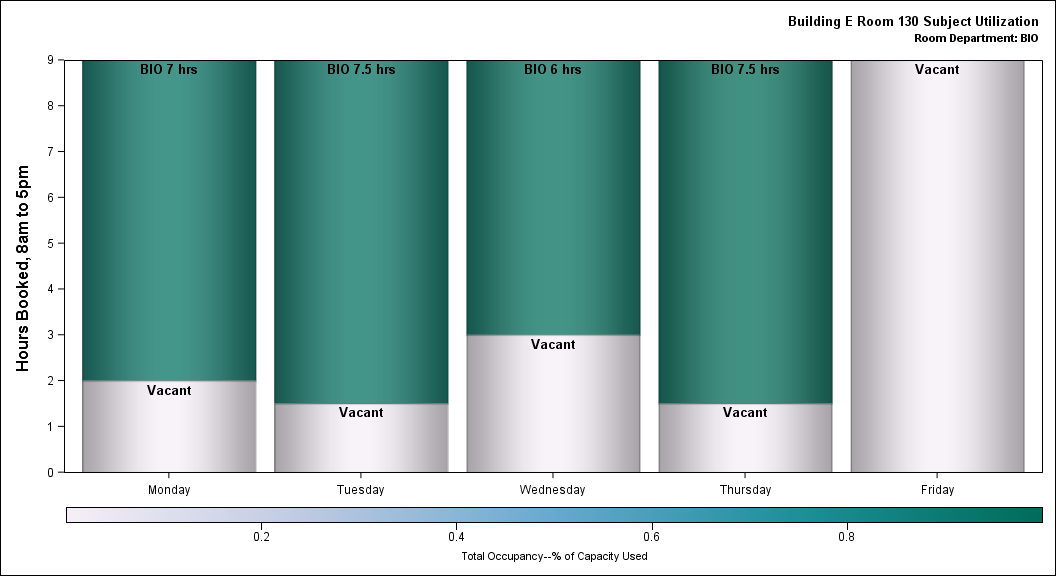 Building E Room 130 Subject Utilization
Room Department: BIO
Hours Booked, 8am to 5pm
9
8
7
6
5
4
3
2
1
0
BIO 7 hrs
BIO 7.5 hrs
BIO 6 hrs
BIO 7.5 hrs
Vacant
Vacant
Vacant
Vacant
Vacant
Monday
Tuesday
Wednesday
Thursday
Friday
0.2
0.4
0.6
0.8
Total Occupancy--% of Capacity Used